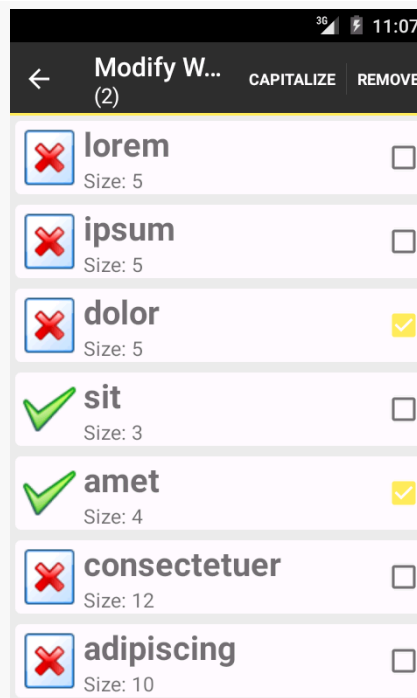 3G 11:07
Modify W...
(2)
CAPITALIZE REMOVE
lorem
Size: 5
ipsum
Size: 5
dolor
Size: 5
sit
Size: 3
amet
Size: 4
consectetuer
Size: 12
adipiscing
Size: 10